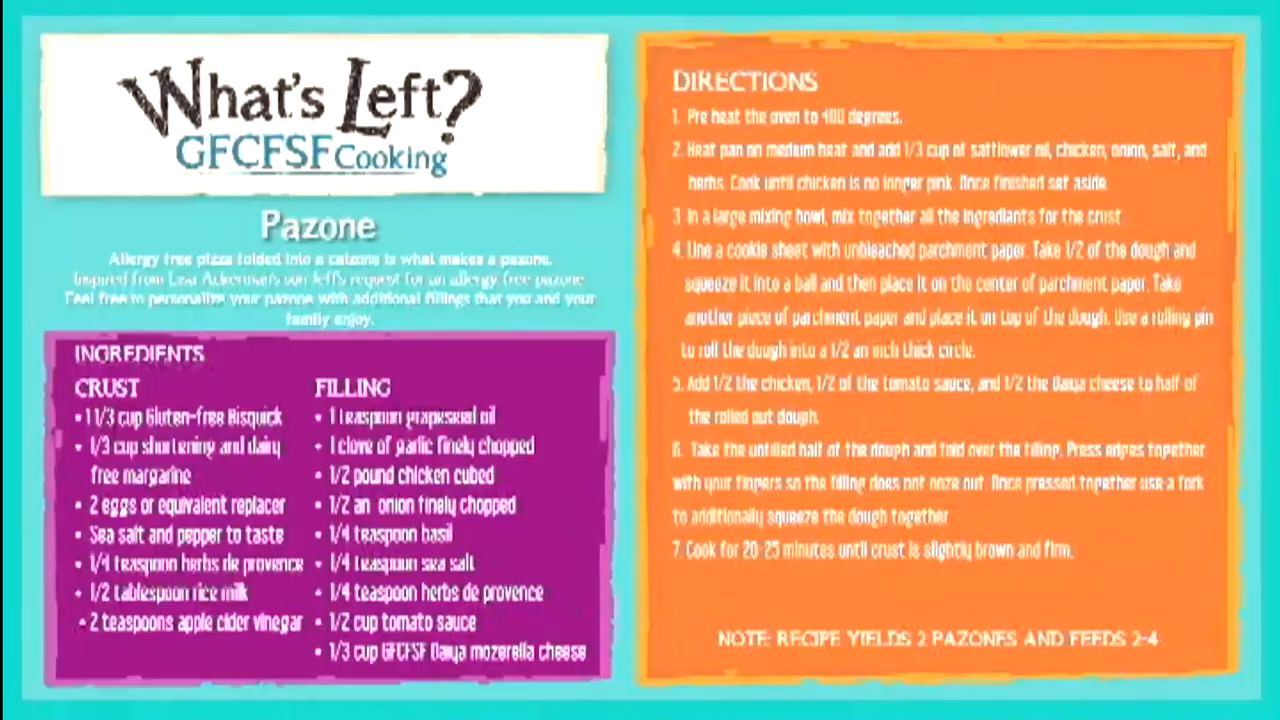 What's Left?
GFCFSF Cooking
Pazone
Allergy free pizza folded into a calzone is what makes a pazone.
Inspired from son Jeff's request for an allergy free pazone
Feel free to personalize your pazone with additional fillings that you and your
family enjoy.
INGREDIENTS
CRUST
• 1 1/3 cup Gluten-free Bisquick
• 1/3 cup shortening and dairy
free margarine
• 2 eggs or equivalent replacer
• Sea salt and pepper to taste
• 1/4 teaspoon herbs de provence
• 1/2 tablespoon rice milk
• 2 teaspoons apple cider vinegar
FILLING
• 1 teaspoon grapeseed oil
• 1 clove of garlic finely chopped
• 1/2 pound chicken cubed
• 1/2 an onion finely chopped
• 1/4 teaspoon basil
• 1/4 teaspoon sea salt
• 1/4 teaspoon herbs de provence
• 1/2 cup tomato sauce
• 1/3 cup GFCFSF Daiya mozerella cheese
DIRECTIONS
1. Pre heat the oven to 400 degrees.
2. Heat pan on medium heat and add 1/3 cup of safflower oil, chicken, onion, salt, and
herbs. Cook until chicken is no longer pink. Once finished set aside.
3. In a large mixing bowl, mix together all the ingrediants for the crust.
4. Line a cookie sheet with unbleached parchment paper. Take 1/2 of the dough and
squeeze it into a ball and then place it on the center of parchment paper. Take
another piece of parchment paper and place it on top of the dough. Use a rolling pin
to roll the dough into a 1/2 an inch thick circle.
5. Add 1/2 the chicken, 1/2 of the tomato sauce, and 1/2 the Daiya cheese to half of
the rolled out dough.
6. Take the unfilled half of the dough and fold over the filling. Press edges together
with your fingers so the filling does not ooze out. Once pressed together use a fork
to additionally squeeze the dough together.
7. Cook for 20-25 minutes until crust is slightly brown and firm.
NOTE: RECIPE YIELDS 2 PAZONES AND FEEDS 2-4